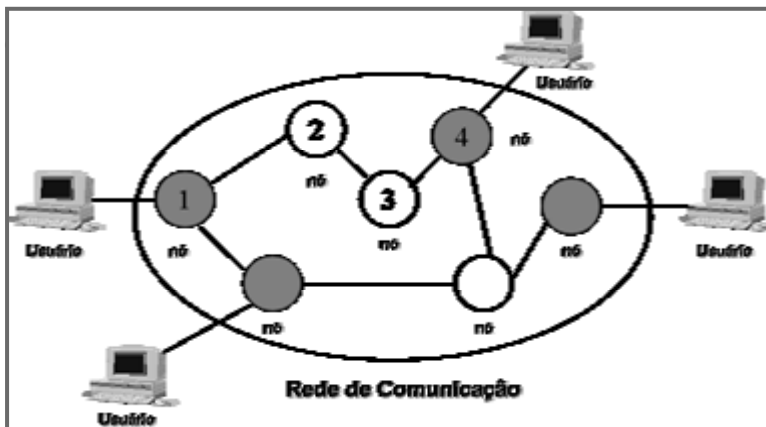 Usuário
2
4
nó
nó
1
3
Usuário
nó
nó
nó
Usuário
nó
nó
Usuário
Rede de Comunicação